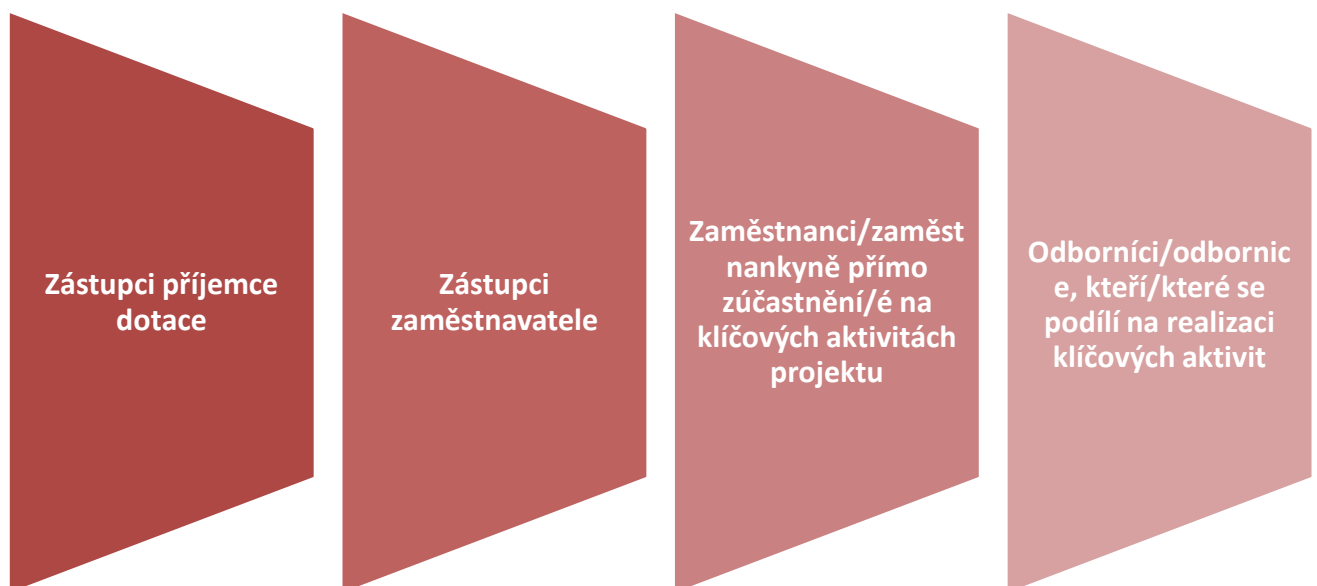 Zástupci příjemce
dotace
Zástupci
zaměstnavatele
Zaměstnanci/zaměst
nankyně přímo
zúčastnění/é na
klíčových aktivitách
projektu
Odborníci/odbornic
e, kteří/které se
podílí na realizaci
klíčových aktivit